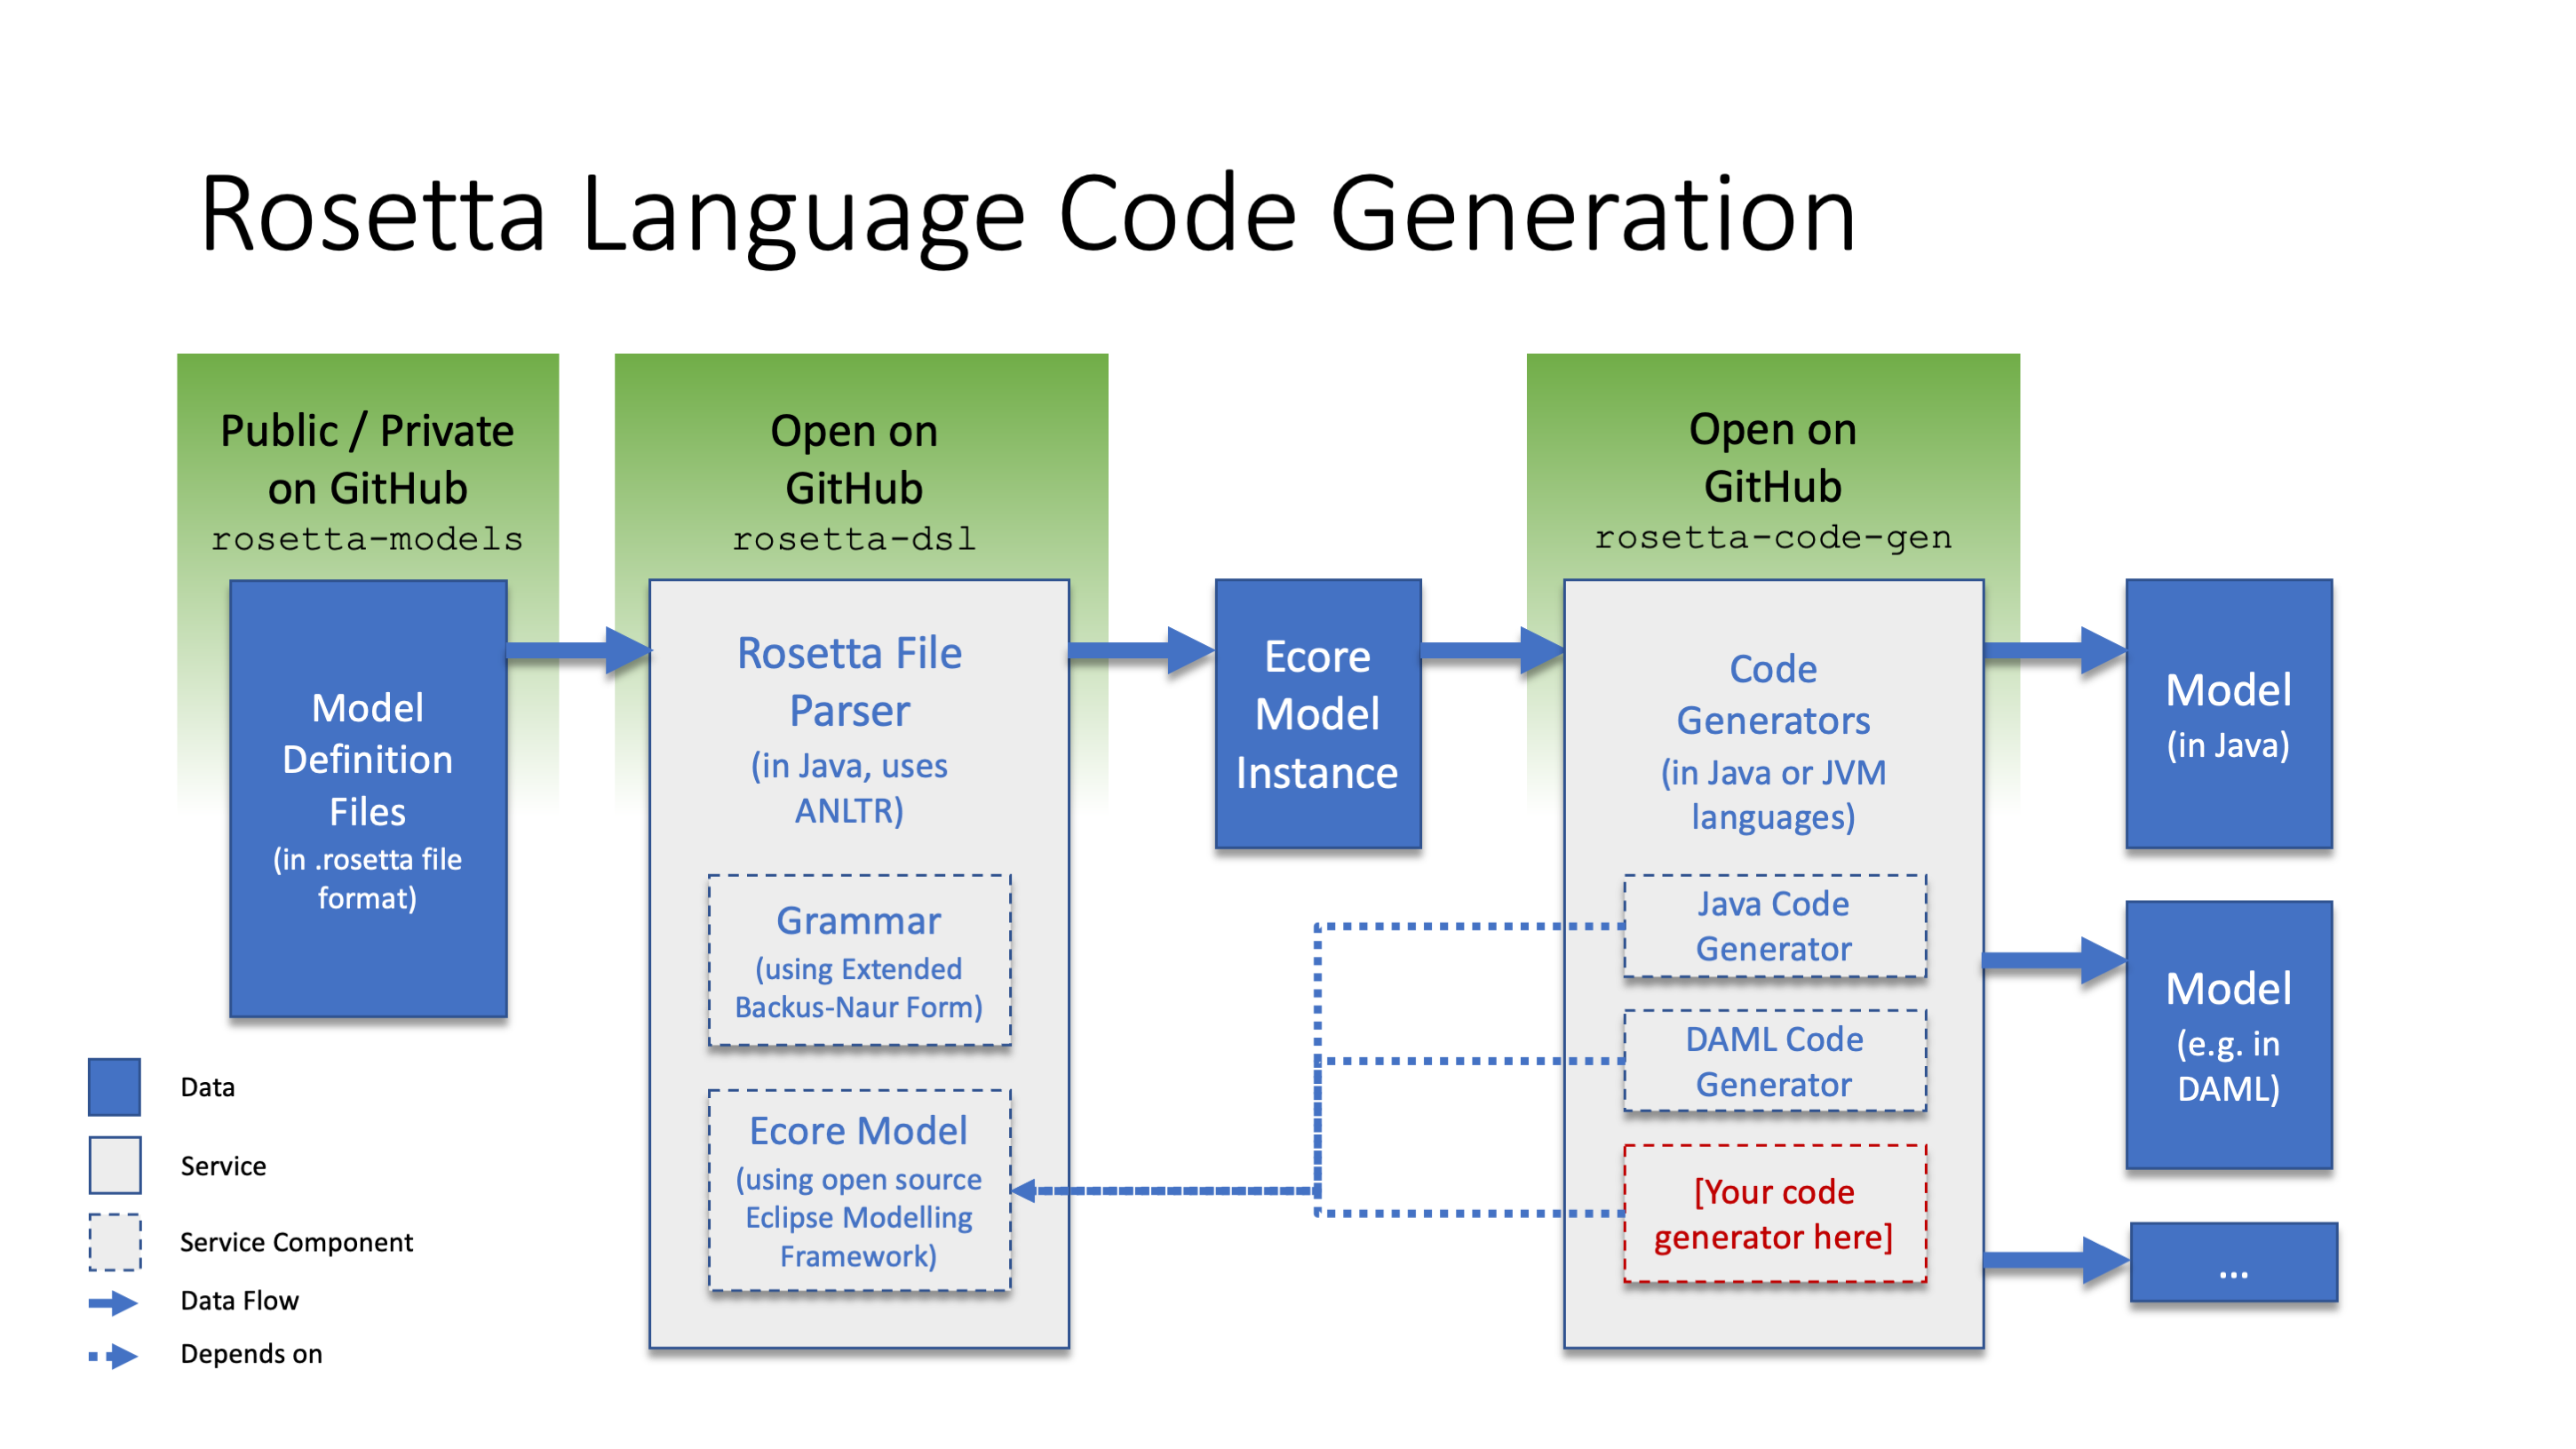 Rosetta Language Code Generation
Public / Private
on GitHub
rosetta-models
Model
Definition
Files
(in .rosetta file
format)
Open on
GitHub
rosetta-dsl
Rosetta File
Parser
(in Java, uses
ANLTR)
Grammar
(using Extended
Backus-Naur Form)
Ecore Model
(using open source
Eclipse Modelling
Framework)
Ecore
Model
Instance
Open on
GitHub
rosetta-code-gen
Code
Generators
(in Java or JVM
languages)
Java Code
Generator
DAML Code
Generator
[Your code
generator here]
Model
(in Java)
Model
(e.g. in
DAML)
...
Data
Service
Service Component
Data Flow
Depends on